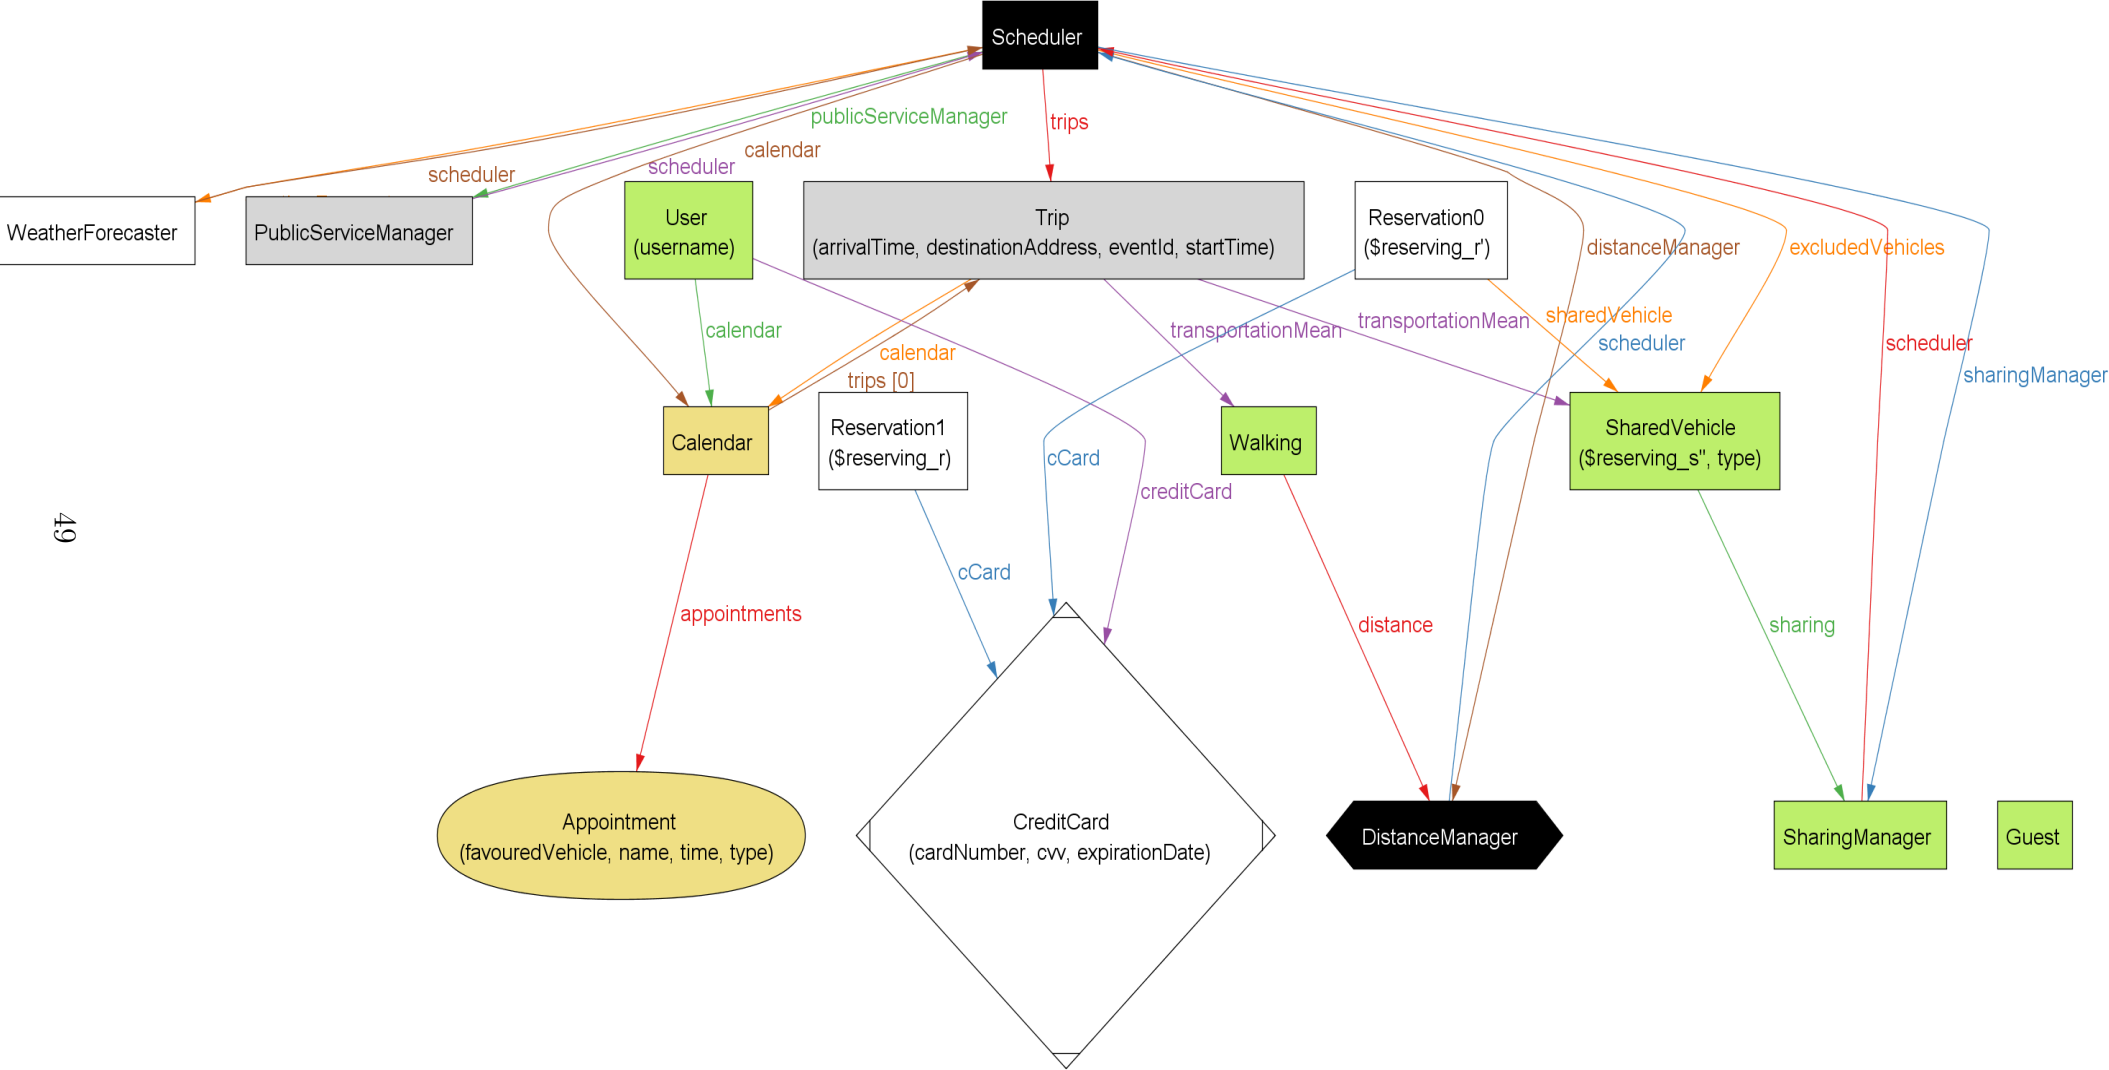 Scheduler
publicServiceManager
trips
calendar
scheduler
scheduler
WeatherForecaster
PublicServiceManager
User
(username)
Trip
(arrivalTime, destinationAddress, eventId, startTime)
Reservation0
($reserving_r')
distanceManager
excludedVehicles
calendar
transportationMean
transportationMean
sharedVehicle
scheduler
scheduler
calendar
sharingManager
trips [0]
Calendar
Reservation1
($reserving_r)
cCard
Walking
SharedVehicle
($reserving_s", type)
creditCard
49
cCard
appointments
distance
sharing
Appointment
(favouredVehicle, name, time, type)
CreditCard
(cardNumber, cvv, expirationDate)
DistanceManager
SharingManager
Guest